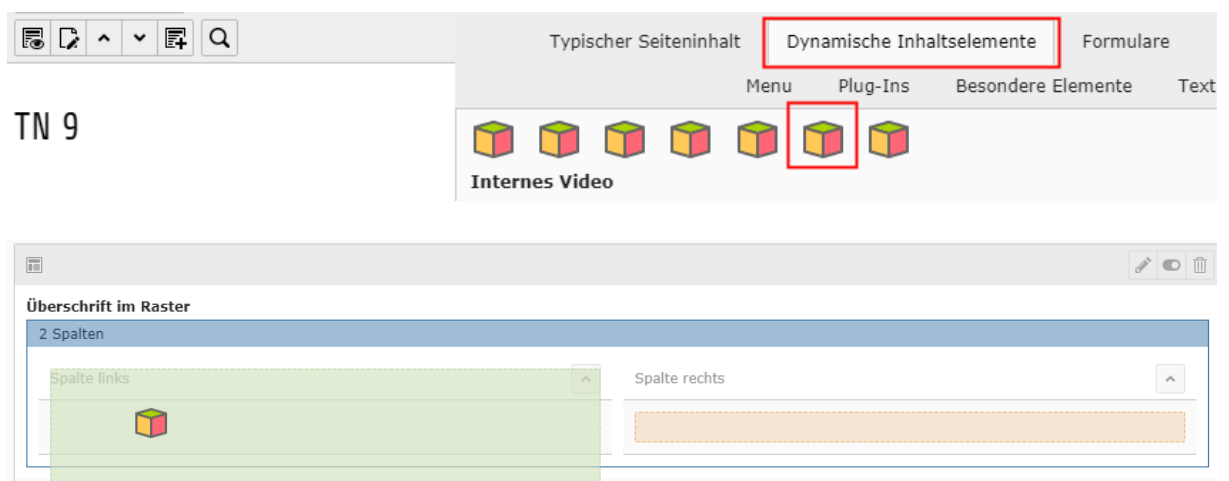 Typischer Seiteninhalt Dynamische Inhaltselemente Formulare
Menu Plug-Ins Besondere Elemente Text
TN 9
Internes Video
Überschrift im Raster
2 Spalten
Spalte links Spalte rechts